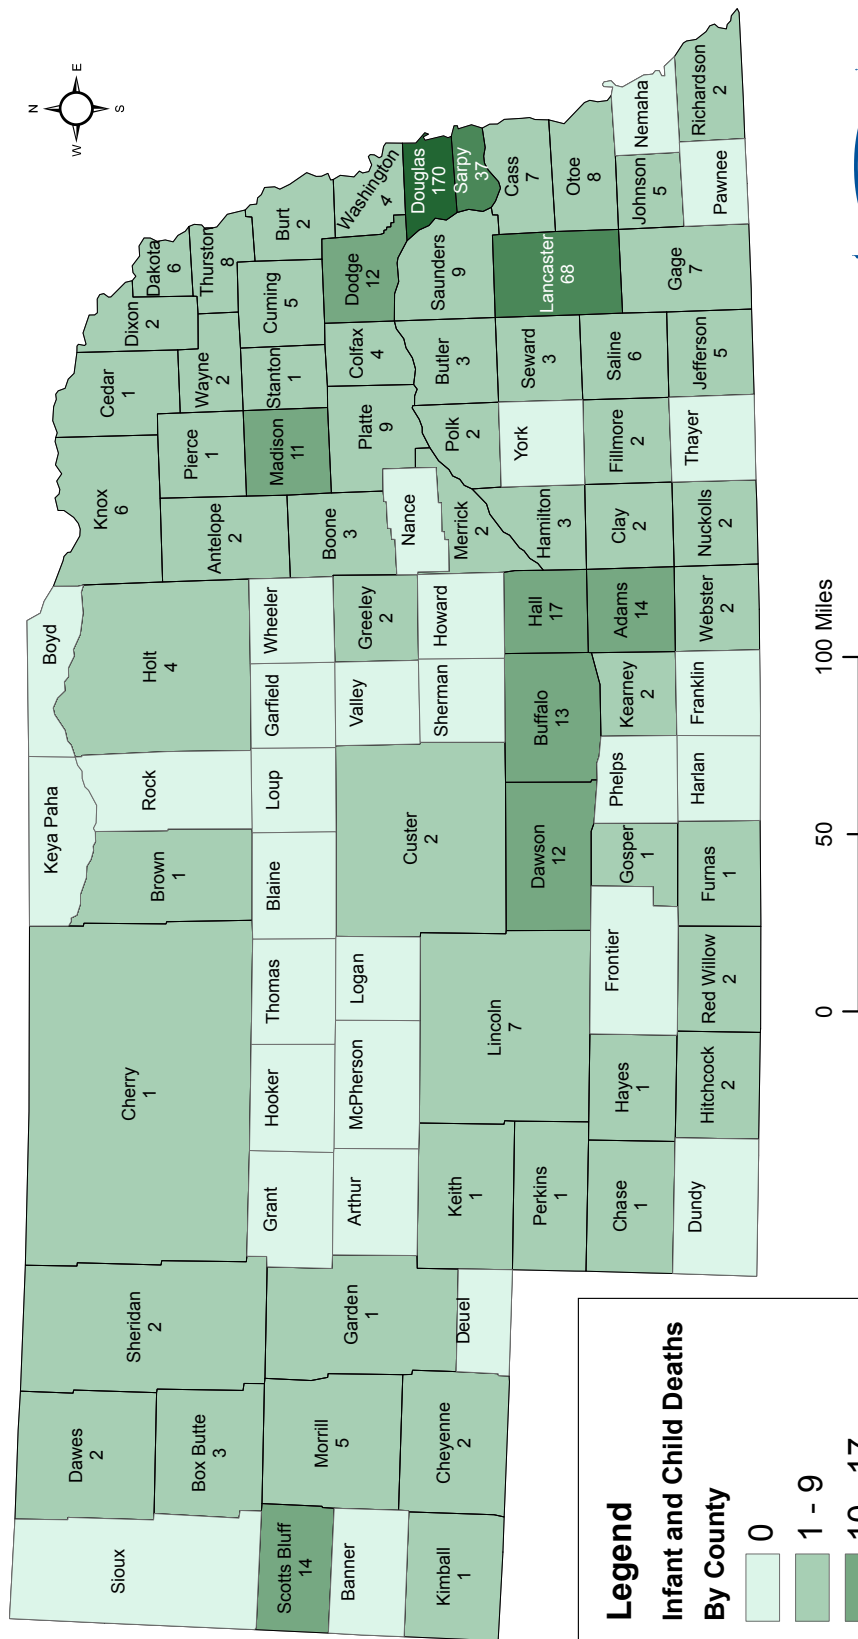 N
W
E
S
Sioux
Dawes
2
Sheridan
2
Cherry
1
Keya Paha
Boyd
Knox
6
Cedar
1
Dixon
2
Dakota
6
Box Butte
3
Brown
1
Rock
Holt
4
Antelope
2
Pierce
1
Wayne
2
Thurston
8
Scotts Bluff
14
Morrill
5
Garden
1
Grant
Hooker
Thomas
Blaine
Loup
Garfield
Wheeler
Boone
3
Madison
11
Stanton
1
Cuming
5
Burt
2
Banner
Arthur
McPherson
Logan
Custer
2
Valley
Greeley
2
Nance
Platte
9
Colfax
4
Dodge
12
Washington
4
Kimball
1
Cheyenne
2
Deuel
Keith
1
Lincoln
7
Sherman
Howard
Merrick
2
Polk
2
Butler
3
Saunders
9
Douglas
170
Sarpy
37
Perkins
1
Dawson
12
Buffalo
13
Hall
17
Hamilton
3
York
Seward
3
Lancaster
68
Cass
7
Chase
1
Hayes
1
Frontier
Gosper
1
Phelps
Kearney
2
Adams
14
Clay
2
Fillmore
2
Saline
6
Otoe
8
Dundy
Hitchcock
2
Red Willow
2
Furnas
1
Harlan
Franklin
Webster
2
Nuckolls
2
Thayer
Jefferson
5
Gage
7
Johnson
5
Nemaha
Pawnee
Richardson
2
Legend
Infant and Child Deaths
By County
0
1 - 9
10 - 17
0 50 100 Miles